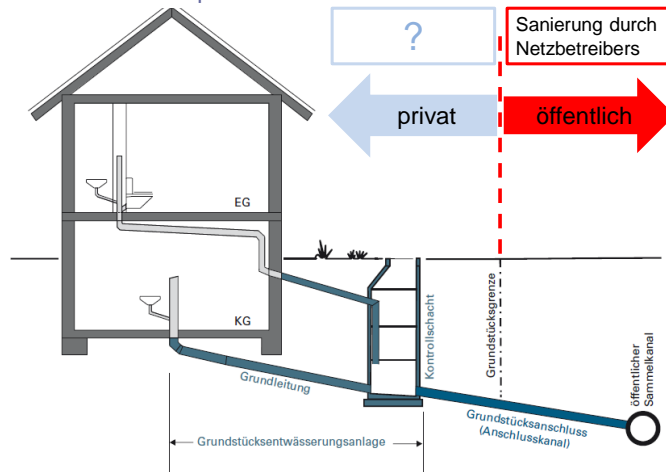 ?
Sanierung durch
Netzbetreibers
privat
öffentlich
EG
KG
Grundleitung
Kontrollschacht
Grundstücksgrenze
öffentlicher
Sammelkanal
Grundstücksanschluss
(Anschlusskanal)
Grundstücksentwässerungsanlage